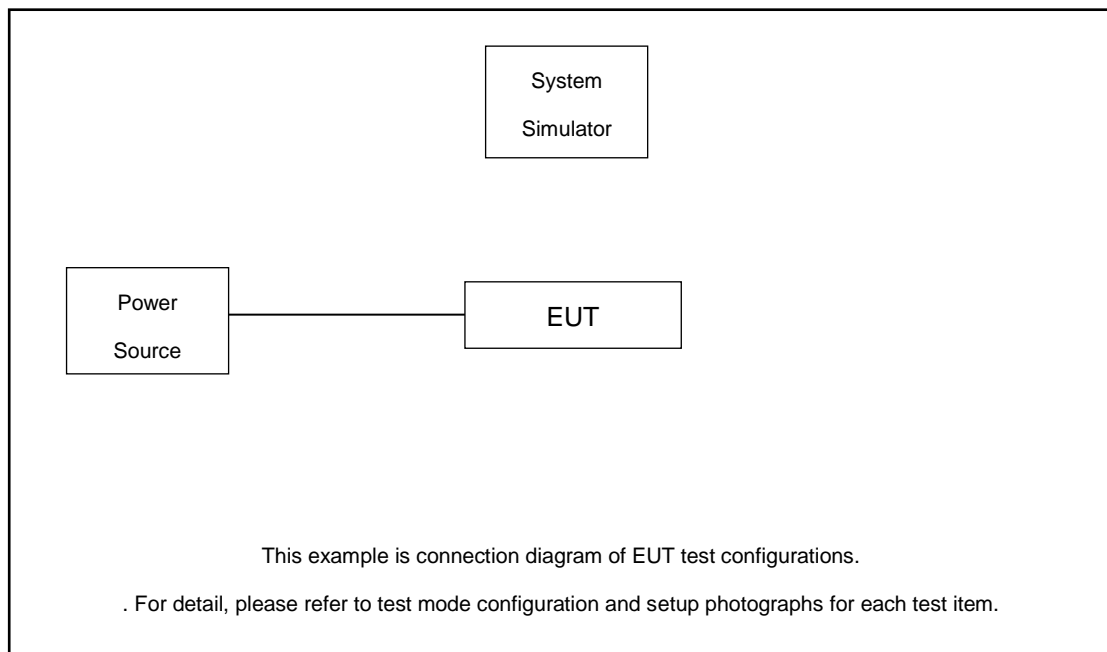 System
Simulator
Power
Source
EUT
This example is connection diagram of EUT test configurations.
. For detail, please refer to test mode configuration and setup photographs for each test item.